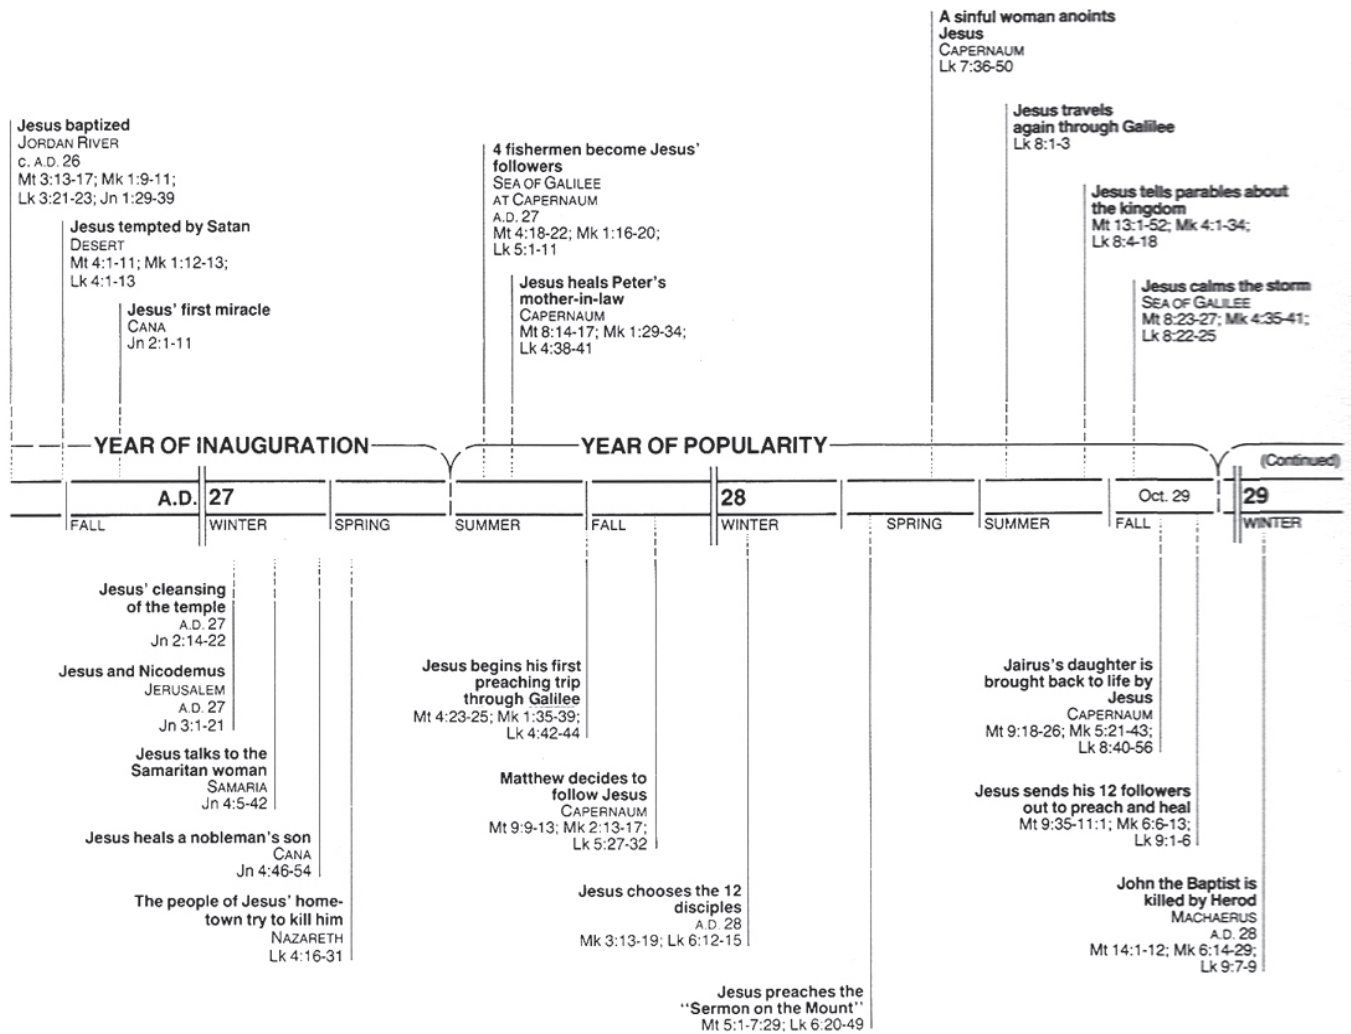 A sinful woman anoints
Jesus
CAPERNAUM
Lk 7:36-50
Jesus travels
again through Galilee
Lk 8:1-3
Jesus baptized
JORDAN RIVER
c. A.D. 26
Mt 3:13-17; Mk 1:9-11;
Lk 3:21-23; Jn 1:29-39
4 fishermen become Jesus'
followers
SEA OF GALILEE
AT CAPERNAUM
A.D. 27
Mt 4:18-22; Mk 1:16-20;
Lk 5:1-11
Jesus tells parables about
the kingdom
Mt 13:1-52; Mk 4:1-34;
Lk 8:4-18
Jesus tempted by Satan
DESERT
Mt 4:1-11; Mk 1:12-13;
Lk 4:1-13
Jesus heals Peter's
mother-in-law
CAPERNAUM
Mt 8:14-17; Mk 1:29-34;
Lk 4:38-41
Jesus calms the storm
SEA OF GALILEE
Mt 8:23-27; Mk 4:35-41;
Lk 8:22-25
Jesus' first miracle
CANA
Jn 2:1-11
YEAR OF INAUGURATION
YEAR OF POPULARITY
(Continued)
A.D. 27
28
Oct. 29
29
FALL
WINTER
SPRING
SUMMER
FALL
WINTER
SPRING
SUMMER
FALL
WINTER
Jesus' cleansing
of the temple
A.D. 27
Jn 2:14-22
Jesus and Nicodemus
JERUSALEM
A.D. 27
Jn 3:1-21
Jesus talks to the
Samaritan woman
SAMARIA
Jn 4:5-42
Jesus heals a nobleman's son
CANA
Jn 4:46-54
The people of Jesus' home-
town try to kill him
NAZARETH
Lk 4:16-31
Jesus begins his first
preaching trip
through Galilee
Mt 4:23-25; Mk 1:35-39;
Lk 4:42-44
Matthew decides to
follow Jesus
CAPERNAUM
Mt 9:9-13; Mk 2:13-17;
Lk 5:27-32
Jesus chooses the 12
disciples
A.D. 28
Mk 3:13-19; Lk 6:12-15
Jesus preaches the
"Sermon on the Mount"
Mt 5:1-7:29; Lk 6:20-49
Jairus's daughter is
brought back to life by
Jesus
CAPERNAUM
Mt 9:18-26; Mk 5:21-43;
Lk 8:40-56
Jesus sends his 12 followers
out to preach and heal
Mt 9:35-11:1; Mk 6:6-13;
Lk 9:1-6
John the Baptist is
killed by Herod
MACHAERUS
A.D. 28
Mt 14:1-12; Mk 6:14-29;
Lk 9:7-9